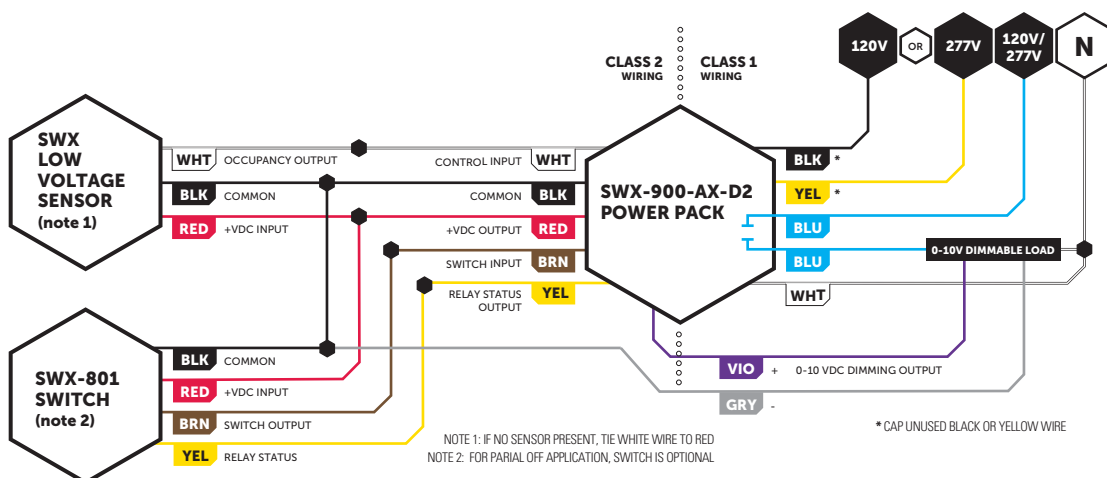 120V
OR
277V
120V/
277V
N
CLASS 2
WIRING
CLASS 1
WIRING
SWX
LOW
VOLTAGE
SENSOR
(note 1)
WHT OCCUPANCY OUTPUT
BLK COMMON
RED +VDC INPUT
CONTROL INPUT WHT
COMMON BLK
+VDC OUTPUT RED
SWITCH INPUT BRN
RELAY STATUS
OUTPUT
YEL
SWX-900-AX-D2
POWER PACK
BLK *
YEL *
BLU
BLU
0-10V DIMMABLE LOAD
WHT
SWX-801
SWITCH
(note 2)
BLK COMMON
RED +VDC INPUT
BRN SWITCH OUTPUT
YEL RELAY STATUS
VIO + 0-10 VDC DIMMING OUTPUT
GRY -
NOTE 1: IF NO SENSOR PRESENT, TIE WHITE WIRE TO RED
NOTE 2: FOR PARIAL OFF APPLICATION, SWITCH IS OPTIONAL
* CAP UNUSED BLACK OR YELLOW WIRE